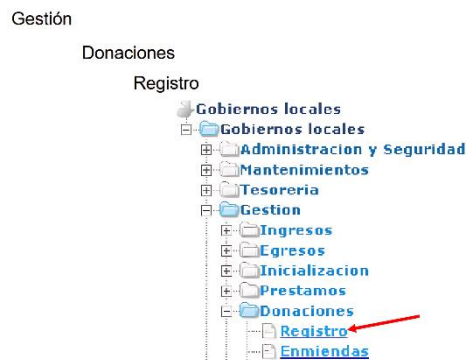 Gestión
Donaciones
Registro
Gobiernos locales
Gobiernos locales
Administracion y Seguridad
Mantenimientos
Tesoreria
Gestion
Ingresos
Egresos
Inicializacion
Prestamos
Donaciones
Registro
Enmiendas